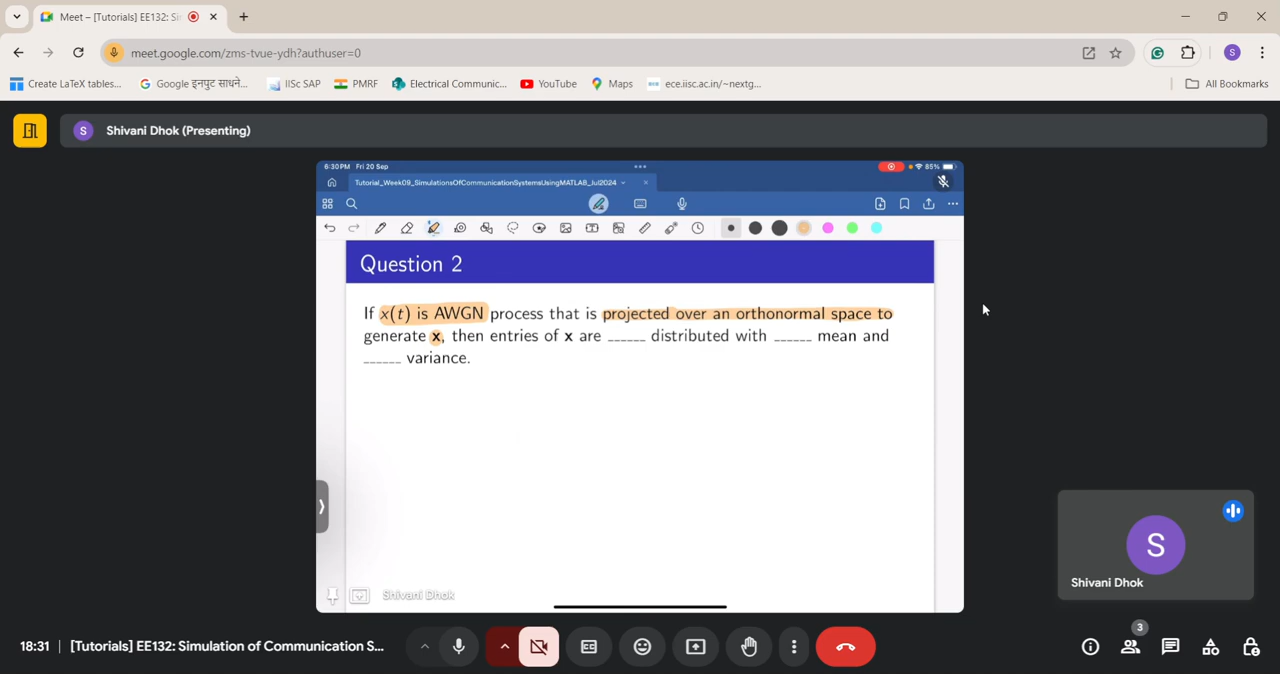 Meet – [Tutorials] EE132: Si
meet.google.com/zms-tvue-ydh?authuser=0
S
Create LaTeX tables...
Google इनपुट साधने...
IISc SAP
PMRF
Electrical Communic...
YouTube
Maps
ece.iisc.ac.in/~nextg...
All Bookmarks
S Shivani Dhok (Presenting)
6:30 PM Fri 20 Sep
85%
Tutorial_Week09_SimulationsOfCommunicationSystemsUsingMATLAB_Jul2024
Question 2
If x(t) is AWGN process that is projected over an orthonormal space to
generate x, then entries of x are ______ distributed with ______ mean and
______ variance.
Shivani Dhok
S
Shivani Dhok
18:31 | [Tutorials] EE132: Simulation of Communication S...
3